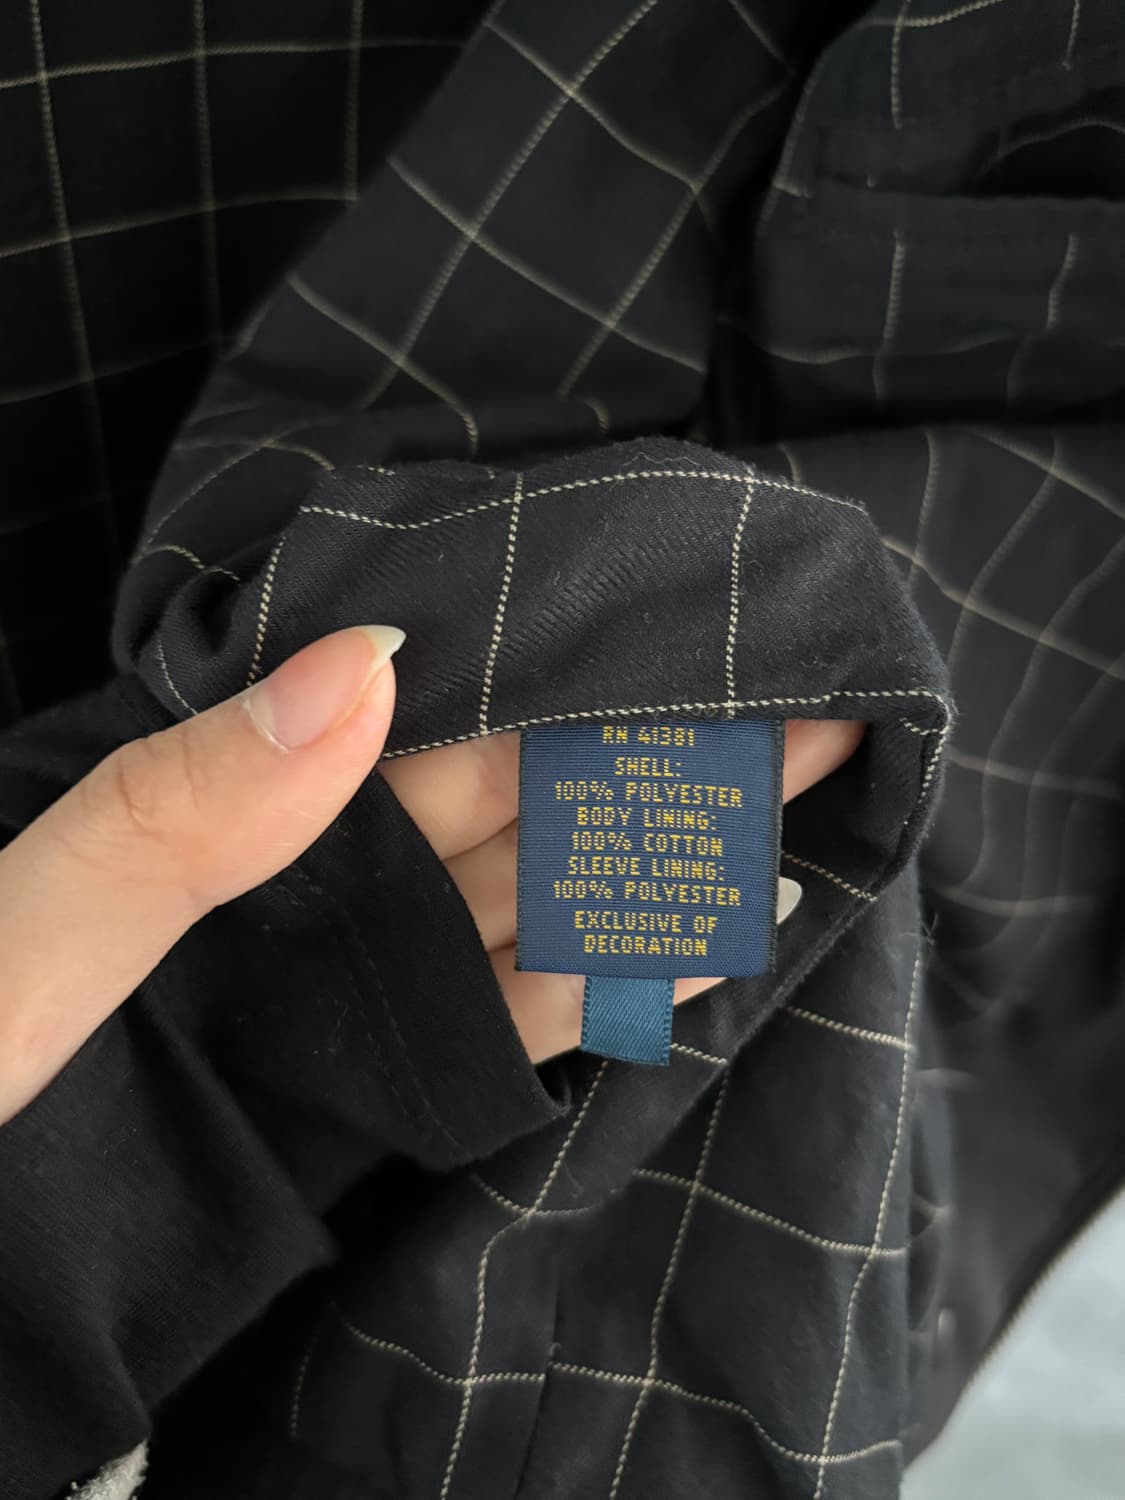 RN 41381
SHELL:
100% POLYESTER
BODY LINING:
100% COTTON
SLEEVE LINING:
100% POLYESTER
EXCLUSIVE OF
DECORATION